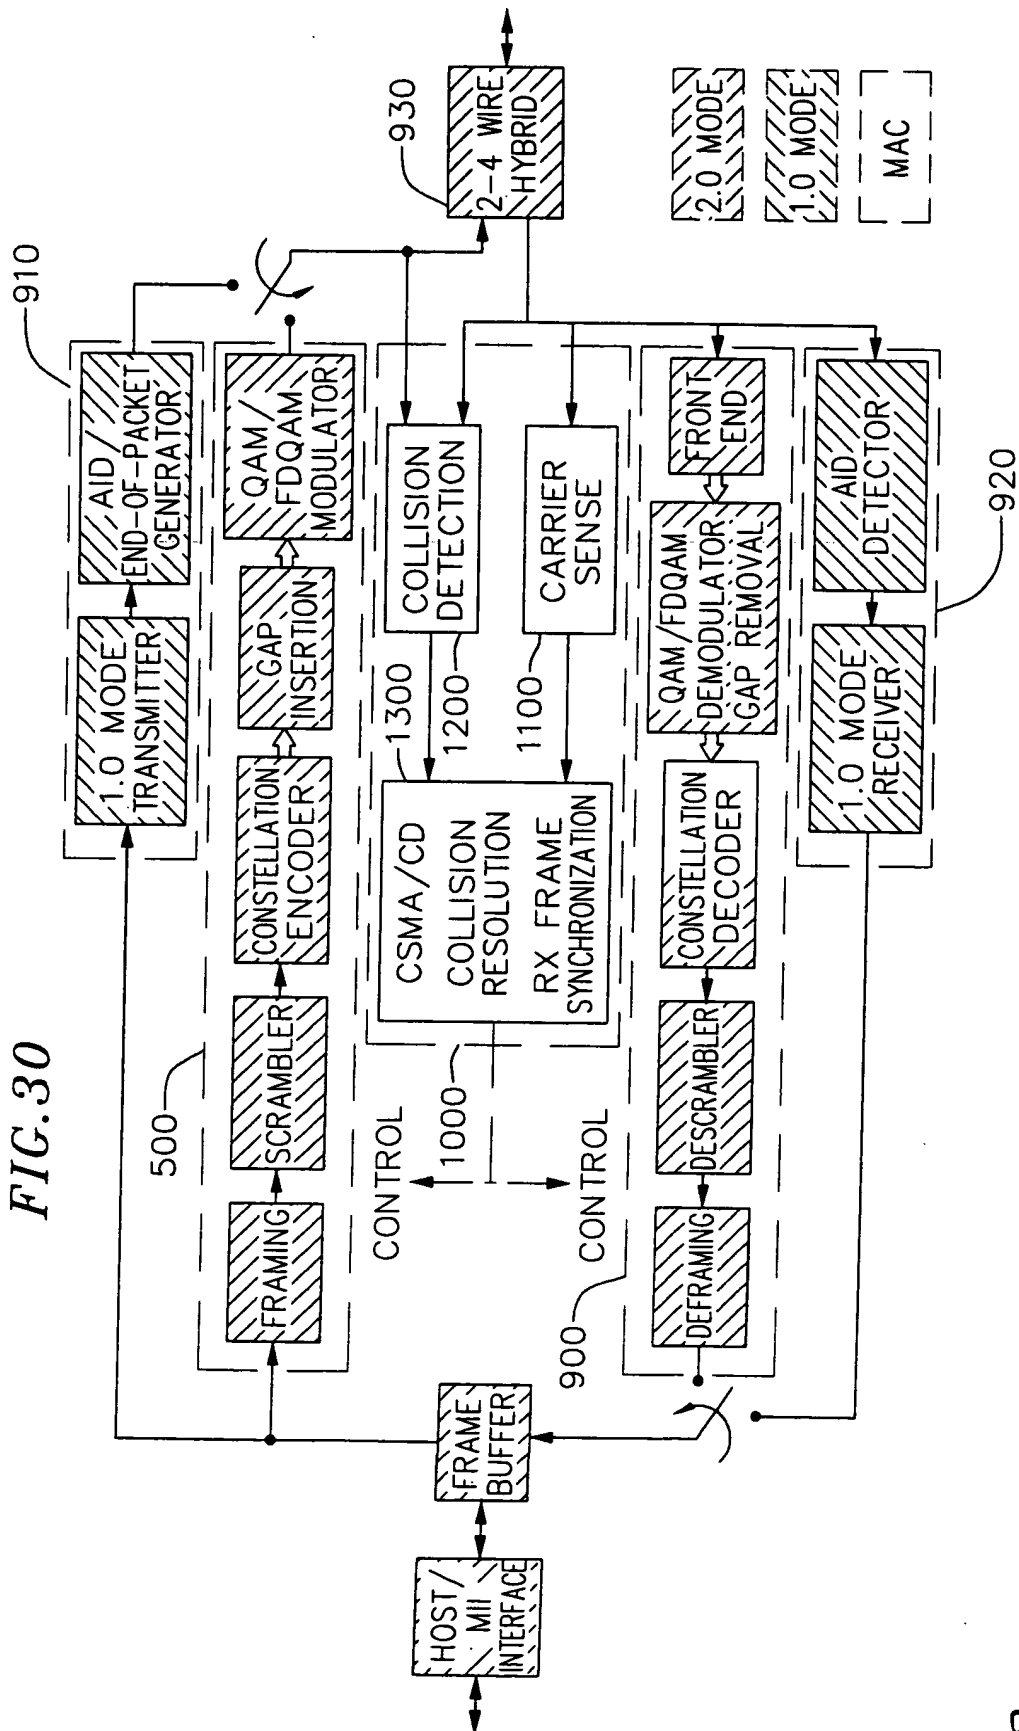 FIG.30
910
1.0 MODE
TRANSMITTER
AID/
END-OF-PACKET
GENERATOR
500
FRAMING
SCRAMBLER
CONSTELLATION
ENCODER
GAP
INSERTION
QAM/
FDQAM
MODULATOR
930
2-4 WIRE
HYBRID
HOST/
MII
INTERFACE
FRAME
BUFFER
CONTROL
1000
CONTROL
CSMA/CD
COLLISION
RESOLUTION
RX FRAME
SYNCHRONIZATION
1300
1200
COLLISION
DETECTION
1100
CARRIER
SENSE
900
DEFRAMING
DESCRAMBLER
CONSTELLATION
DECODER
QAM/FDQAM
DEMODULATOR
GAP REMOVAL
FRONT
END
1.0 MODE
RECEIVER
AID
DETECTOR
920
2.0 MODE
1.0 MODE
MAC